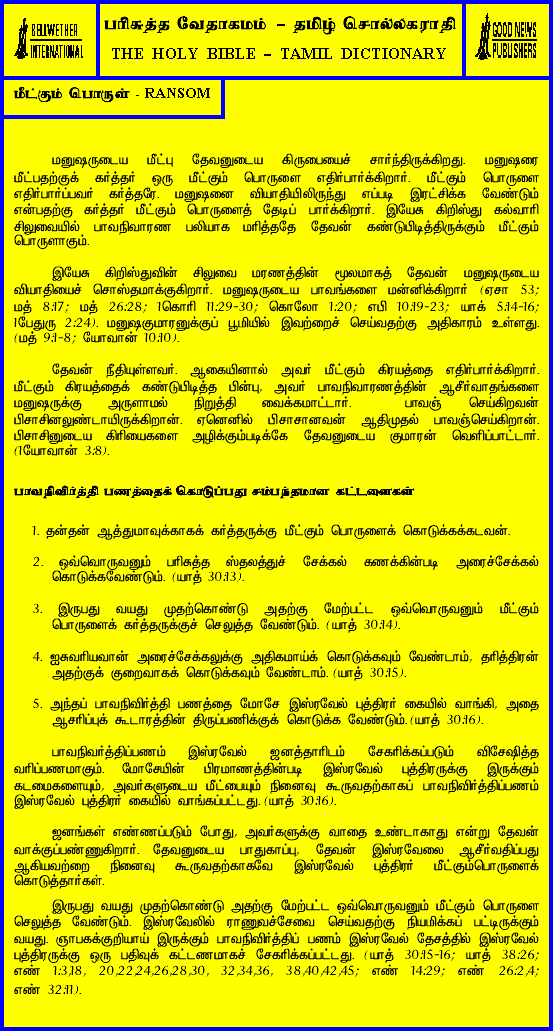 BELLWETHER
INTERNATIONAL
பரிசுத்த வேதாகமம் – தமிழ் சொல்லகராதி
THE HOLY BIBLE – TAMIL DICTIONARY
GOOD NEWS
PUBLISHERS
மீட்கும் பொருள் - RANSOM
மனுஷருடைய மீட்பு தேவனுடைய கிருபையைச் சார்ந்திருக்கிறது. மனுஷரை
மீட்பதற்குக் கர்த்தர் ஒரு மீட்கும் பொருளை எதிர்பார்க்கிறார். மீட்கும் பொருளை
எதிர்பார்ப்பவர் கர்த்தரே. மனுஷனை வியாதியிலிருந்து எப்படி இரட்சிக்க வேண்டும்
என்பதற்கு கர்த்தர் மீட்கும் பொருளைத் தேடிப் பார்க்கிறார். இயேசு கிறிஸ்து கல்வாரி
சிலுவையில் பாவநிவாரண பலியாக மரித்ததே தேவன் கண்டுபிடித்திருக்கும் மீட்கும்
பொருளாகும்.
இயேசு கிறிஸ்துவின் சிலுவை மரணத்தின் மூலமாகத் தேவன் மனுஷருடைய
வியாதியைச் சொஸ்தமாக்குகிறார். மனுஷருடைய பாவங்களை மன்னிக்கிறார் (ஏசா 53;
மத் 8:17; மத் 26:28; 1கொரி 11:29-30; கொலோ 1:20; எபி 10:19-23; யாக் 5:14-16;
1பேதுரு 2:24). மனுஷகுமாரனுக்குப் பூமியில் இவற்றைச் செய்வதற்கு அதிகாரம் உள்ளது.
(மத் 9:1-8; யோவான் 10:10).
தேவன் நீதியுள்ளவர். ஆகையினால் அவர் மீட்கும் கிரயத்தை எதிர்பார்க்கிறார்.
மீட்கும் கிரயத்தைக் கண்டுபிடித்த பின்பு, அவர் பாவநிவாரணத்தின் ஆசீர்வாதங்களை
மனுஷருக்கு அருளாமல் நிறுத்தி வைக்கமாட்டார். பாவஞ் செய்கிறவன்
பிசாசினலுண்டாயிருக்கிறான். ஏனெனில் பிசாசானவன் ஆதிமுதல் பாவஞ்செய்கிறான்.
பிசாசினுடைய கிரியைகளை அழிக்கும்படிக்கே தேவனுடைய குமாரன் வெளிப்பட்டார்.
(1யோவான் 3:8).
பாவநிவிர்த்தி பணத்தைக் கொடுப்பது சம்பந்தமான கட்டளைகள்
1. தன்தன் ஆத்துமாவுக்காகக் கர்த்தருக்கு மீட்கும் பொருளைக் கொடுக்கக்கடவன்.
2. ஒவ்வொருவனும் பரிசுத்த ஸ்தலத்துச் சேக்கல் கணக்கின்படி அரைச்சேக்கல்
கொடுக்கவேண்டும். (யாத் 30:13).
3. இருபது வயது முதற்கொண்டு அதற்கு மேற்பட்ட ஒவ்வொருவனும் மீட்கும்
பொருளைக் கர்த்தருக்குச் செலுத்த வேண்டும். (யாத் 30:14).
4. ஐசுவரியவான் அரைச்சேக்கலுக்கு அதிகமாய்க் கொடுக்கவும் வேண்டாம், தரித்திரன்
அதற்குக் குறைவாகக் கொடுக்கவும் வேண்டாம். (யாத் 30:15).
5. அந்தப் பாவநிவிர்த்தி பணத்தை மோசே இஸ்ரவேல் புத்திரர் கையில் வாங்கி, அதை
ஆசரிப்புக் கூடாரத்தின் திருப்பணிக்குக் கொடுக்க வேண்டும். (யாத் 30:16).
பாவநிவர்த்திப்பணம் இஸ்ரவேல் ஜனத்தாரிடம் சேகரிக்கப்படும் விசேஷித்த
வரிப்பணமாகும். மோசேயின் பிரமாணத்தின்படி இஸ்ரவேல் புத்திரருக்கு இருக்கும்
கடமைகளையும், அவர்களுடைய மீட்பையும் நினைவு கூருவதற்காகப் பாவநிவிர்த்திப்பணம்
இஸ்ரவேல் புத்திரர் கையில் வாங்கப்பட்டது. (யாத் 30:16).
ஜனங்கள் எண்ணப்படும் போது, அவர்களுக்கு வாதை உண்டாகாது என்று தேவன்
வாக்குப்பண்ணுகிறார். தேவனுடைய பாதுகாப்பு, தேவன் இஸ்ரவேலை ஆசீர்வதிப்பது
ஆகியவற்றை நினைவு கூருவதற்காகவே இஸ்ரவேல் புத்திரர் மீட்கும்பொருளைக்
கொடுத்தார்கள்.
இருபது வயது முதற்கொண்டு அதற்கு மேற்பட்ட ஒவ்வொருவனும் மீட்கும் பொருளை
செலுத்த வேண்டும். இஸ்ரவேலில் ராணுவச்சேவை செய்வதற்கு நியமிக்கப் பட்டிருக்கும்
வயது. ஞாபகக்குறியாய் இருக்கும் பாவநிவிர்த்திப் பணம் இஸ்ரவேல் தேசத்தில் இஸ்ரவேல்
புத்திரருக்கு ஒரு பதிவுக் கட்டணமாகச் சேகரிக்கப்பட்டது. (யாத் 30:15-16; யாத் 38:26;
எண் 1:3,18, 20,22,24,26,28,30, 32,34,36, 38,40,42,45; எண் 14:29; எண் 26:2,4;
எண் 32:11).